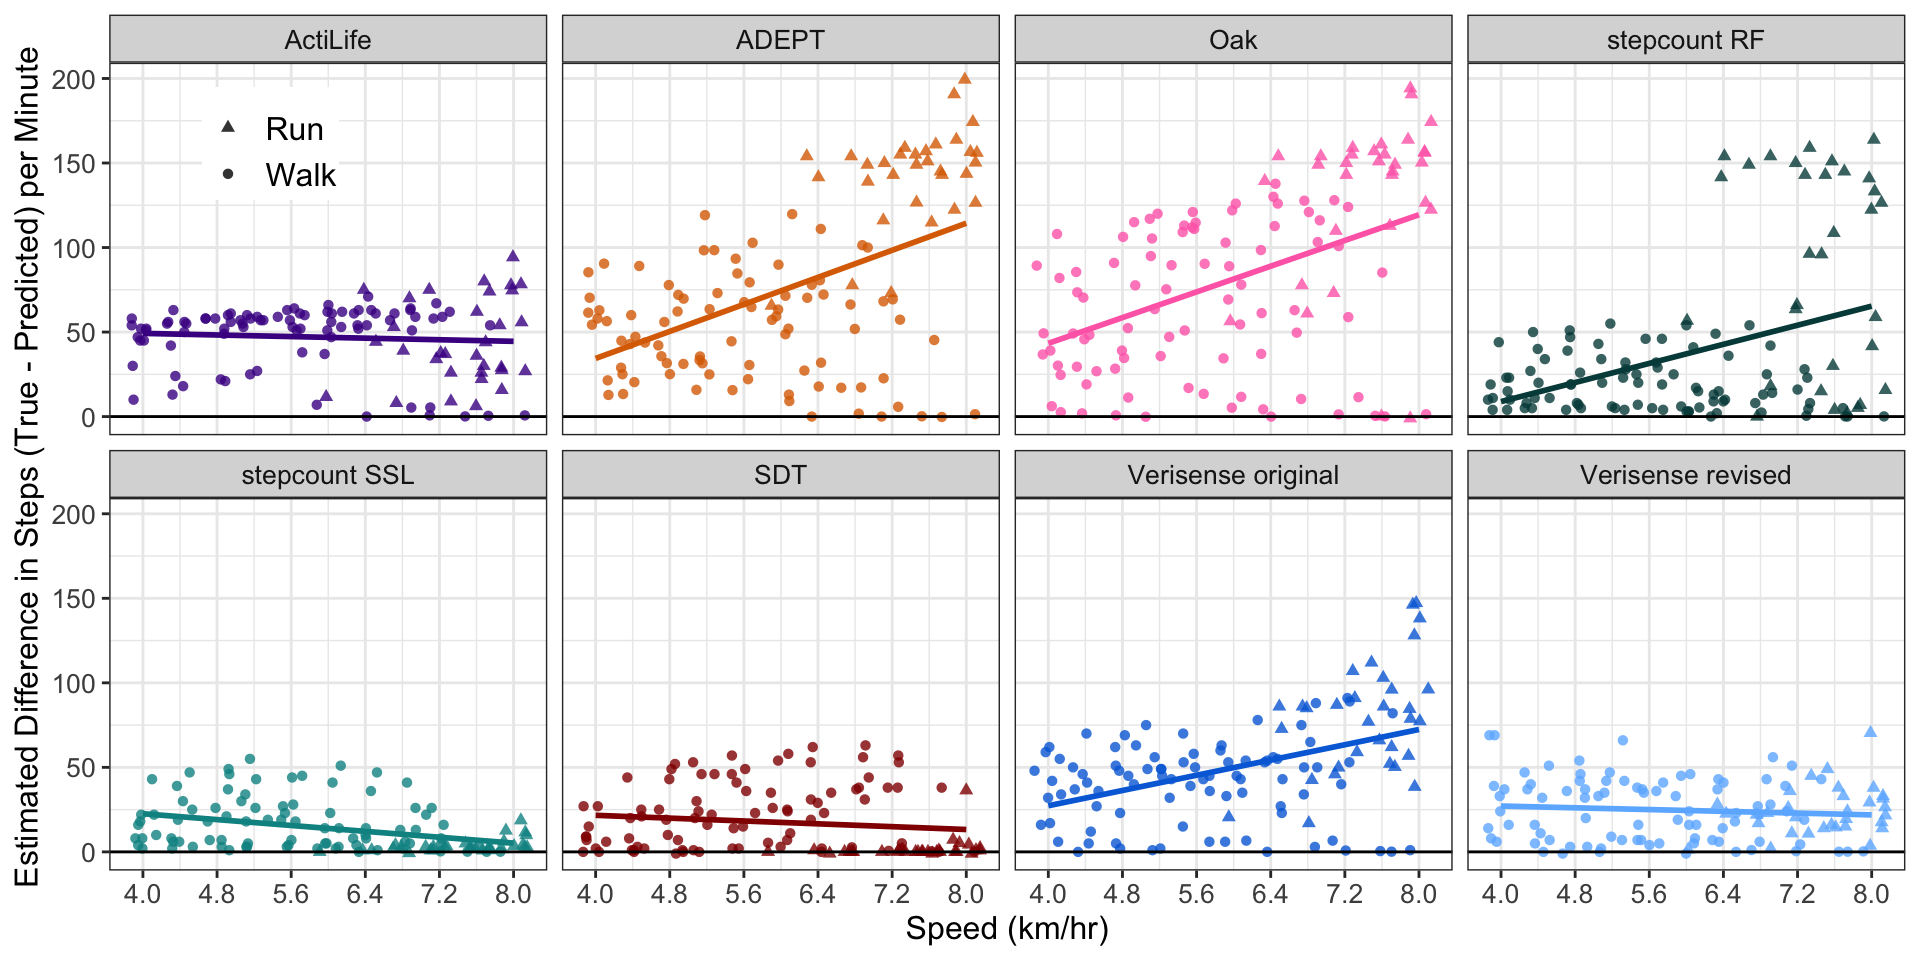 ActiLife
ADEPT
Oak
stepcount RF
Estimated Difference in Steps (True - Predicted) per Minute
200
150
100
50
0
Run
Walk
stepcount SSL
SDT
Verisense original
Verisense revised
200
150
100
50
0
4.0 4.8 5.6 6.4 7.2 8.0
4.0 4.8 5.6 6.4 7.2 8.0
4.0 4.8 5.6 6.4 7.2 8.0
4.0 4.8 5.6 6.4 7.2 8.0
Speed (km/hr)